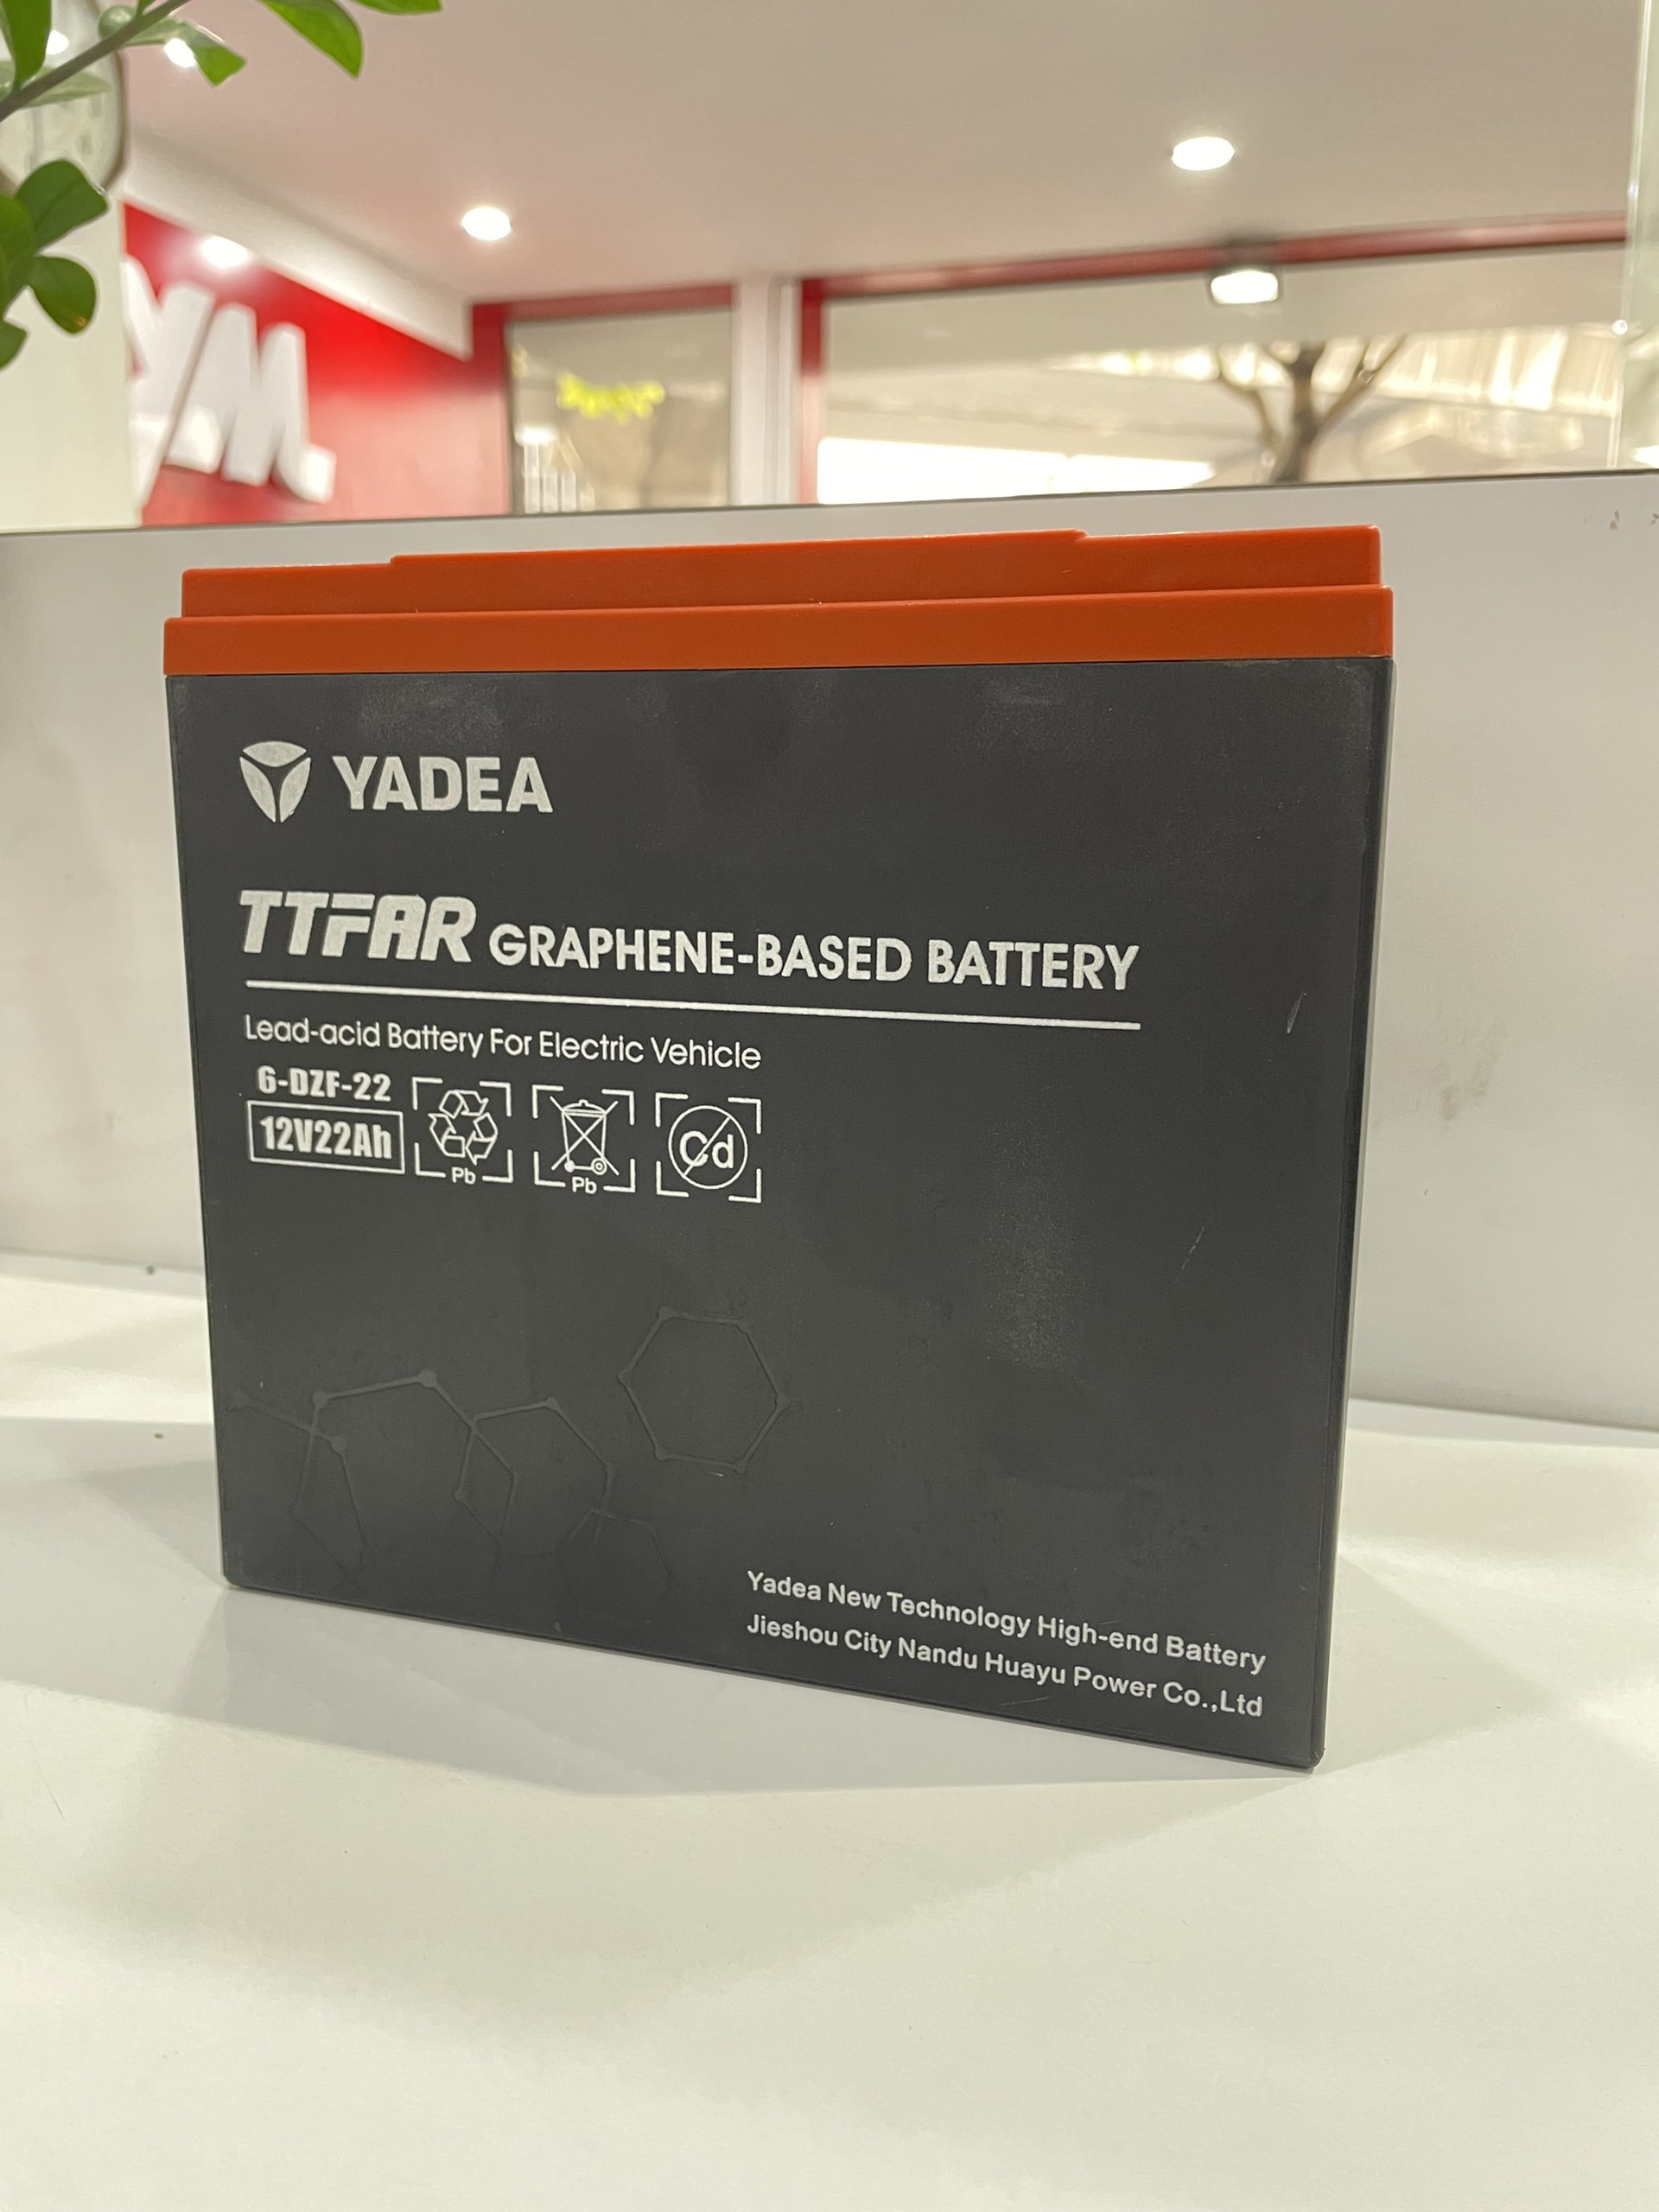 YADEA
TTFAR GRAPHENE-BASED BATTERY
Lead-acid Battery For Electric Vehicle
6-DZF-22
12V22Ah
Pb
Pb
Cd
Yadea New Technology High-end Battery
Jieshou City Nandu Huayu Power Co.,Ltd